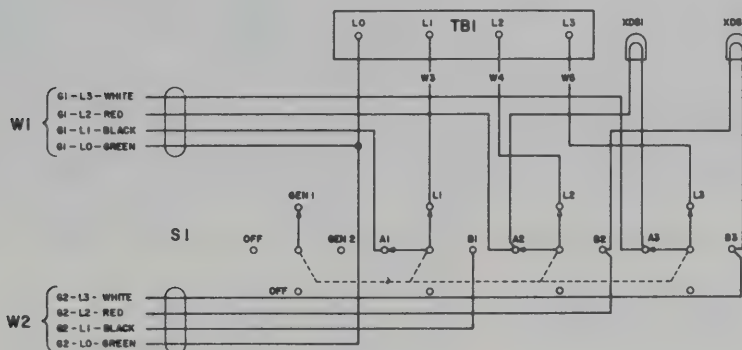 L0 L1 TB1 L2 L3
XDS1
W3 W4 W5
W1
G1-L3-WHITE
G1-L2-RED
G1-L1-BLACK
G1-L0-GREEN
GEN 1
L1
L2
L3
S1
OFF
GEN 2
A1
B1
A2
B2
A3
B3
OFF
W2
G2-L3-WHITE
G2-L2-RED
G2-L1-BLACK
G2-L0-GREEN